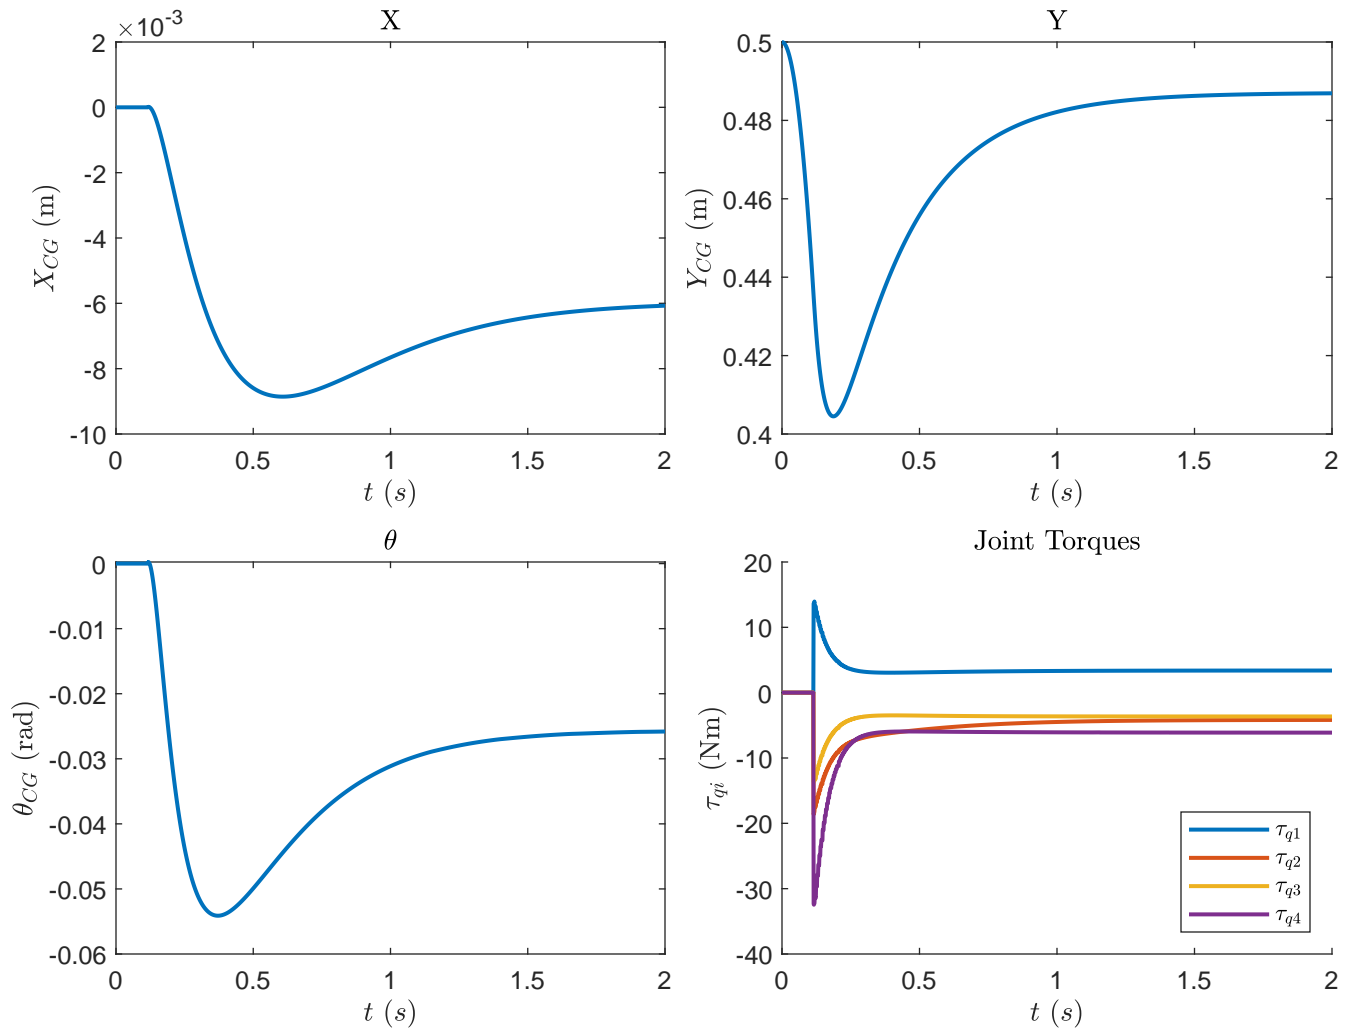 X
×10⁻³
2
0
-2
-4
-6
-8
-10
X_CG (m)
0 0.5 1 1.5 2
t (s)
Y
0.5
0.48
0.46
0.44
0.42
0.4
Y_CG (m)
0 0.5 1 1.5 2
t (s)
θ
0
-0.01
-0.02
-0.03
-0.04
-0.05
-0.06
θ_CG (rad)
0 0.5 1 1.5 2
t (s)
Joint Torques
20
10
0
-10
-20
-30
-40
τ_qi (Nm)
τ_q1
τ_q2
τ_q3
τ_q4
0 0.5 1 1.5 2
t (s)